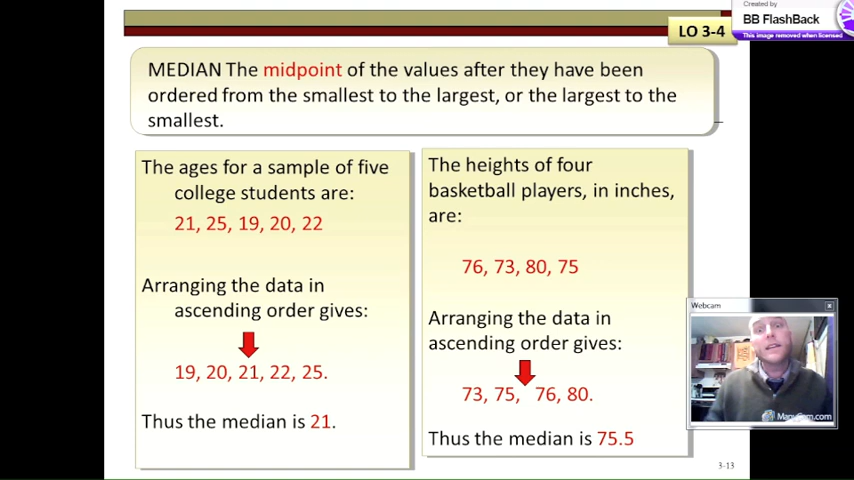 Created by
BB FlashBack
This image removed when licensed
LO 3-4
MEDIAN The midpoint of the values after they have been
ordered from the smallest to the largest, or the largest to the
smallest.
The ages for a sample of five
college students are:
21, 25, 19, 20, 22
Arranging the data in
ascending order gives:
19, 20, 21, 22, 25.
Thus the median is 21.
The heights of four
basketball players, in inches,
are:
76, 73, 80, 75
Arranging the data in
ascending order gives:
73, 75, 76, 80.
Thus the median is 75.5
3-13
Webcam
ManyCam.com